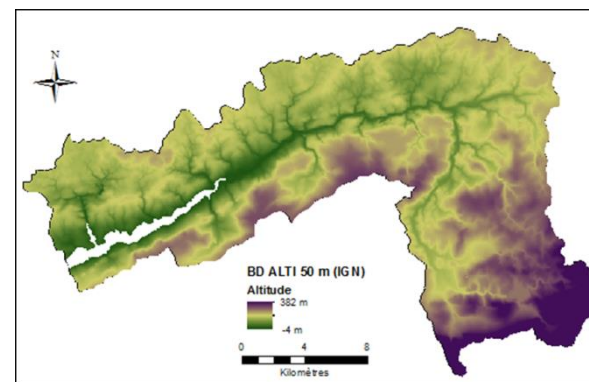 N
BD ALTI 50 m (IGN)
Altitude
382 m
-4 m
0 4 8
Kilomètres